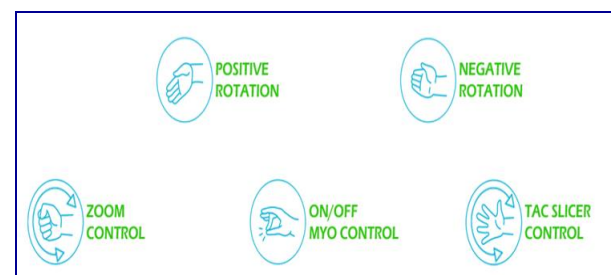 POSITIVE
ROTATION
NEGATIVE
ROTATION
ZOOM
CONTROL
ON/OFF
MYO CONTROL
TAC SLICER
CONTROL